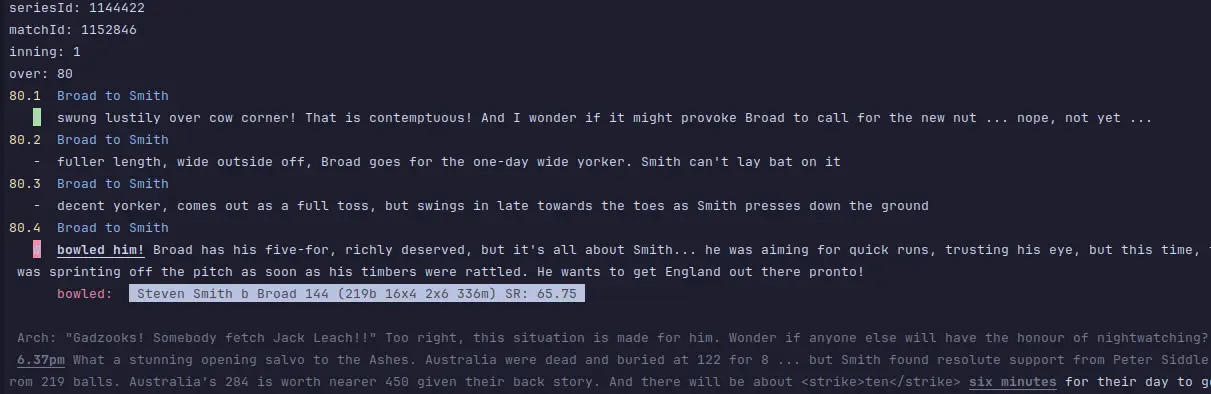 seriesId: 1144422
matchId: 1152846
inning: 1
over: 80
80.1 Broad to Smith
swung lustily over cow corner! That is contemptuous! And I wonder if it might provoke Broad to call for the new nut ... nope, not yet ...
80.2 Broad to Smith
- fuller length, wide outside off, Broad goes for the one-day wide yorker. Smith can't lay bat on it
80.3 Broad to Smith
- decent yorker, comes out as a full toss, but swings in late towards the toes as Smith presses down the ground
80.4 Broad to Smith
bowled him! Broad has his five-for, richly deserved, but it's all about Smith... he was aiming for quick runs, trusting his eye, but this time,
was sprinting off the pitch as soon as his timbers were rattled. He wants to get England out there pronto!
bowled: Steven Smith b Broad 144 (219b 16x4 2x6 336m) SR: 65.75
Arch: "Gadzooks! Somebody fetch Jack Leach!!" Too right, this situation is made for him. Wonder if anyone else will have the honour of nightwatching?
6.37pm What a stunning opening salvo to the Ashes. Australia were dead and buried at 122 for 8 ... but Smith found resolute support from Peter Siddle
rom 219 balls. Australia's 284 is worth nearer 450 given their back story. And there will be about <strike>ten</strike> six minutes for their day to g